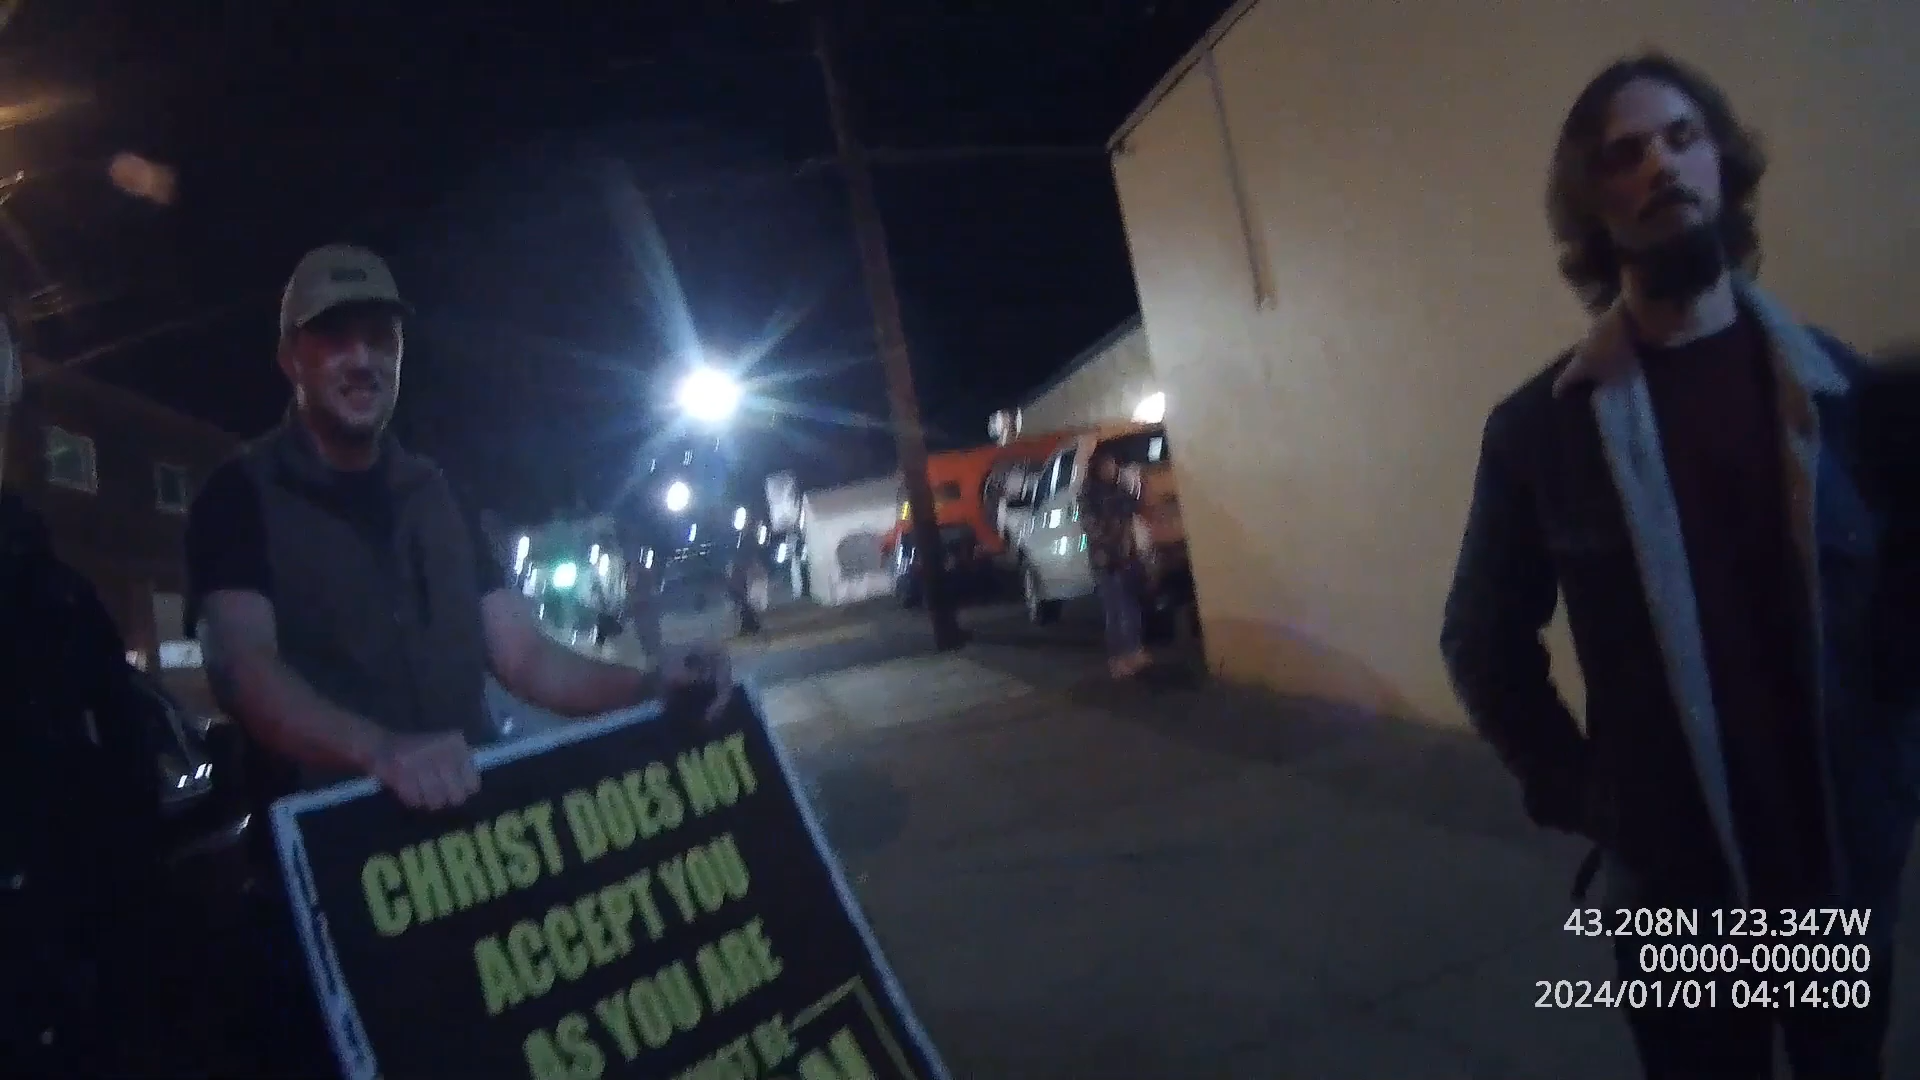 CHRIST DOES NOT
ACCEPT YOU
AS YOU ARE
43.208N 123.347W
00000-000000
2024/01/01 04:14:00